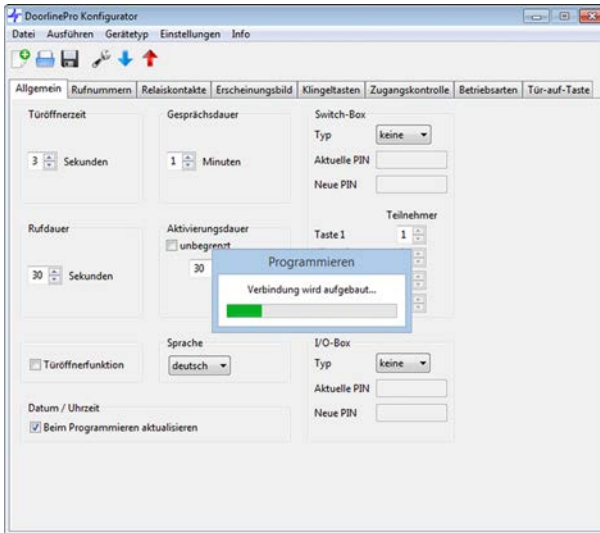 DoorlinePro Konfigurator
Datei Ausführen Gerätetyp Einstellungen Info
Allgemein Rufnummern Relaiskontakte Erscheinungsbild Klingeltasten Zugangskontrolle Betriebsarten Tür-auf-Taste
Türöffnerzeit
3 Sekunden
Gesprächsdauer
1 Minuten
Switch-Box
Typ keine
Aktuelle PIN
Neue PIN
Teilnehmer
Taste 1 1
Rufdauer
30 Sekunden
Aktivierungsdauer
unbegrenzt
30
Programmieren
Verbindung wird aufgebaut...
Türöffnerfunktion
Sprache
deutsch
I/O-Box
Typ keine
Aktuelle PIN
Neue PIN
Datum / Uhrzeit
Beim Programmieren aktualisieren